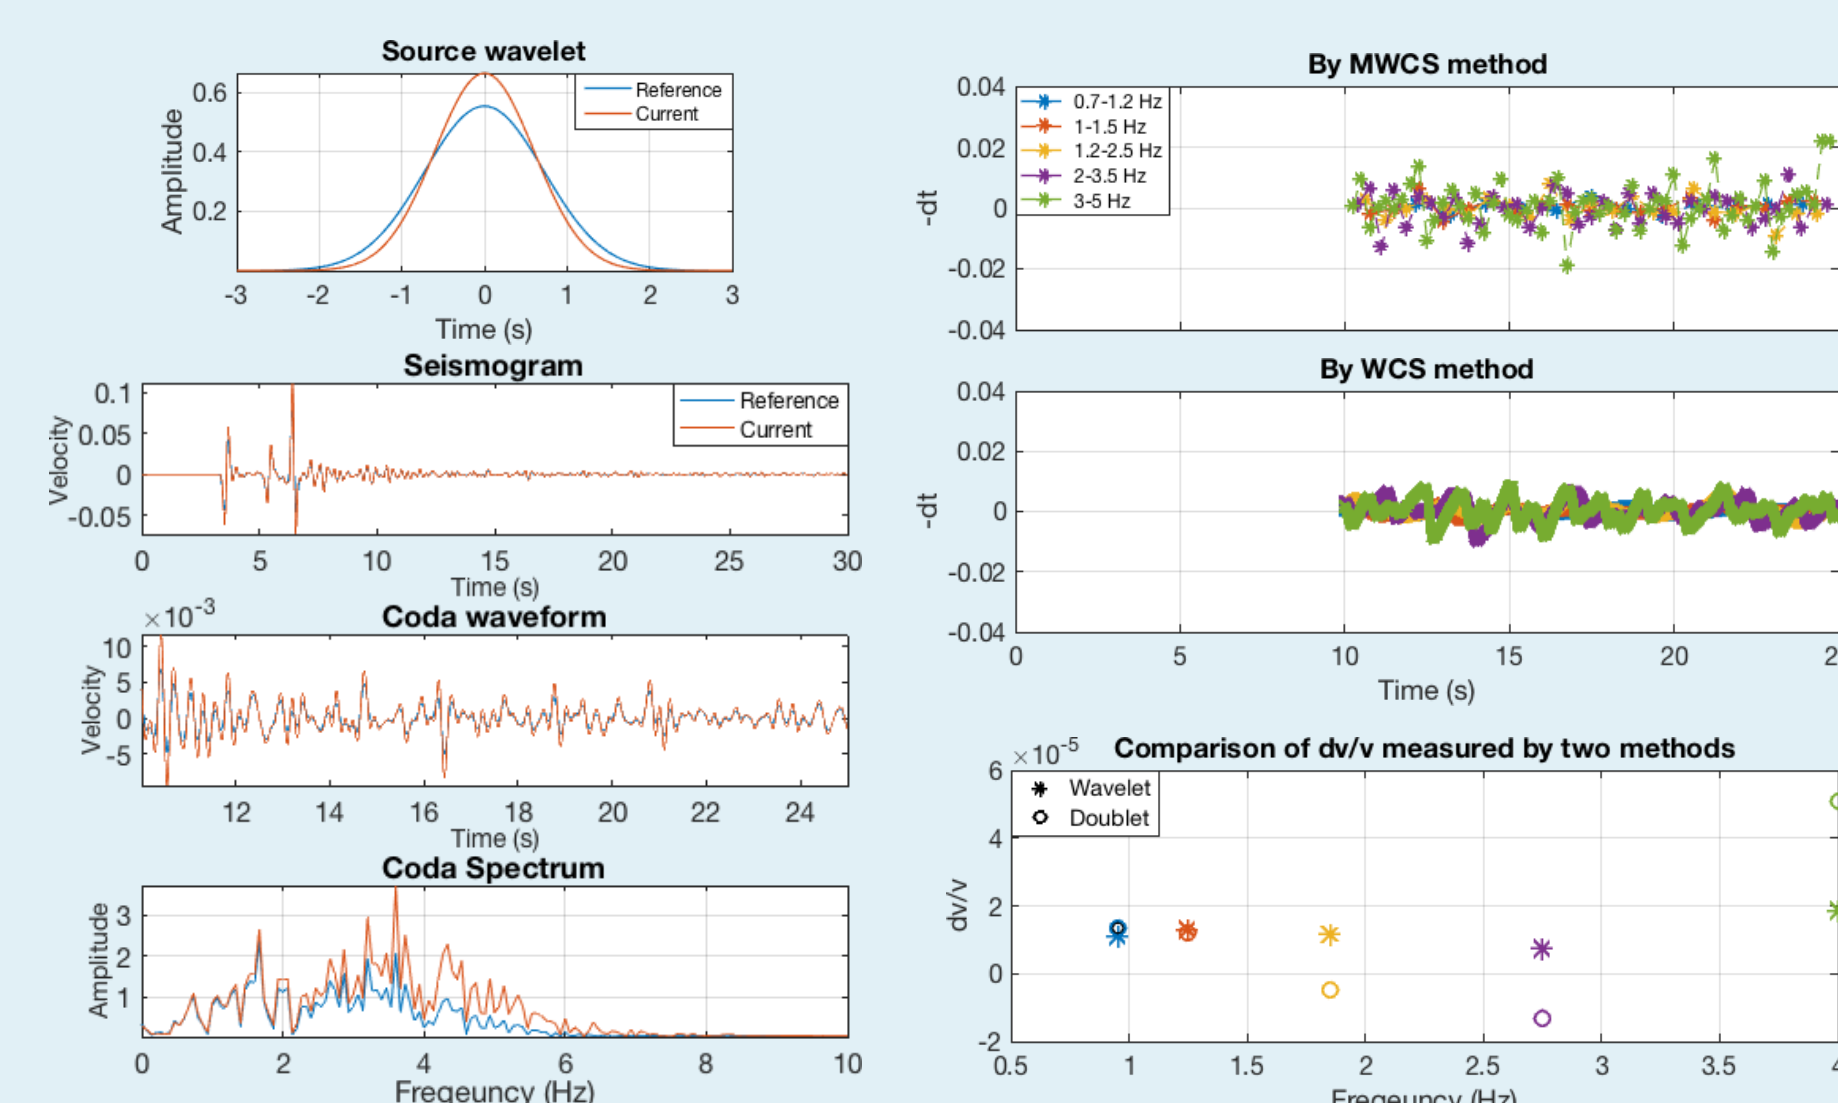 Source wavelet
Reference
Current
0.6
0.4
0.2
Amplitude
-3 -2 -1 0 1 2 3
Time (s)
Seismogram
Reference
Current
0.1
0.05
0
-0.05
Velocity
0 5 10 15 20 25 30
Time (s)
×10-3
Coda waveform
10
5
0
-5
Velocity
12 14 16 18 20 22 24
Time (s)
Coda Spectrum
3
2
1
Amplitude
0 2 4 6 8 10
Freqeuncy (Hz)
By MWCS method
0.7-1.2 Hz
1-1.5 Hz
1.2-2.5 Hz
2-3.5 Hz
3-5 Hz
0.04
0.02
0
-0.02
-0.04
-dt
By WCS method
0.04
0.02
0
-0.02
-0.04
-dt
0 5 10 15 20
Time (s)
×10-5
Comparison of dv/v measured by two methods
Wavelet
Doublet
6
4
2
0
-2
dv/v
0.5 1 1.5 2 2.5 3 3.5
Freqeuncy (Hz)